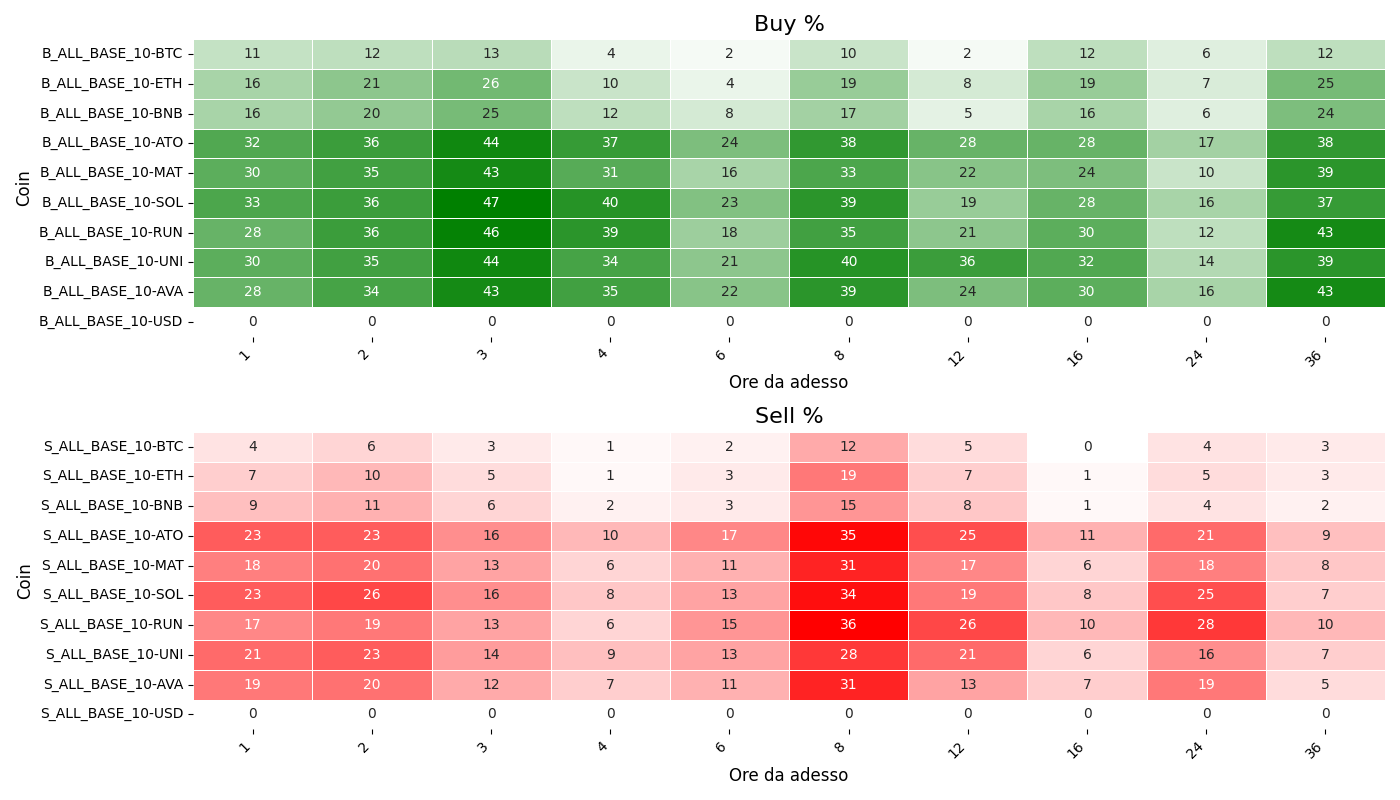 Buy %
Coin
B_ALL_BASE_10-BTC 11 12 13 4 2 10 2 12 6 12
B_ALL_BASE_10-ETH 16 21 26 10 4 19 8 19 7 25
B_ALL_BASE_10-BNB 16 20 25 12 8 17 5 16 6 24
B_ALL_BASE_10-ATO 32 36 44 37 24 38 28 28 17 38
B_ALL_BASE_10-MAT 30 35 43 31 16 33 22 24 10 39
B_ALL_BASE_10-SOL 33 36 47 40 23 39 19 28 16 37
B_ALL_BASE_10-RUN 28 36 46 39 18 35 21 30 12 43
B_ALL_BASE_10-UNI 30 35 44 34 21 40 36 32 14 39
B_ALL_BASE_10-AVA 28 34 43 35 22 39 24 30 16 43
B_ALL_BASE_10-USD 0 0 0 0 0 0 0 0 0 0
1 2 3 4 6 8 12 16 24 36
Ore da adesso
Sell %
Coin
S_ALL_BASE_10-BTC 4 6 3 1 2 12 5 0 4 3
S_ALL_BASE_10-ETH 7 10 5 1 3 19 7 1 5 3
S_ALL_BASE_10-BNB 9 11 6 2 3 15 8 1 4 2
S_ALL_BASE_10-ATO 23 23 16 10 17 35 25 11 21 9
S_ALL_BASE_10-MAT 18 20 13 6 11 31 17 6 18 8
S_ALL_BASE_10-SOL 23 26 16 8 13 34 19 8 25 7
S_ALL_BASE_10-RUN 17 19 13 6 15 36 26 10 28 10
S_ALL_BASE_10-UNI 21 23 14 9 13 28 21 6 16 7
S_ALL_BASE_10-AVA 19 20 12 7 11 31 13 7 19 5
S_ALL_BASE_10-USD 0 0 0 0 0 0 0 0 0 0
1 2 3 4 6 8 12 16 24 36
Ore da adesso